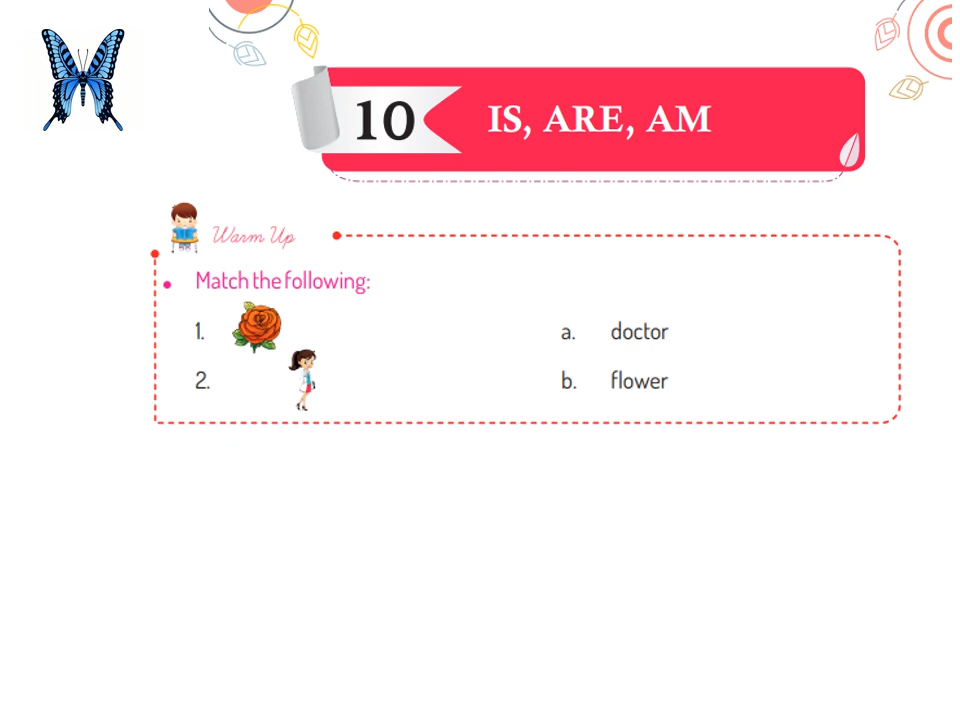 10 IS, ARE, AM
Warm Up
• Match the following:
1. a. doctor
2. b. flower